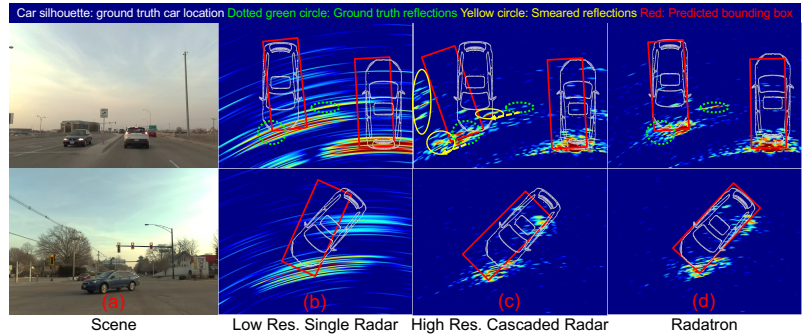 Car silhouette: ground truth car location Dotted green circle: Ground truth reflections Yellow circle: Smeared reflections Red: Predicted bounding box
(a) (b) (c) (d)
Scene Low Res. Single Radar High Res. Cascaded Radar Radatron